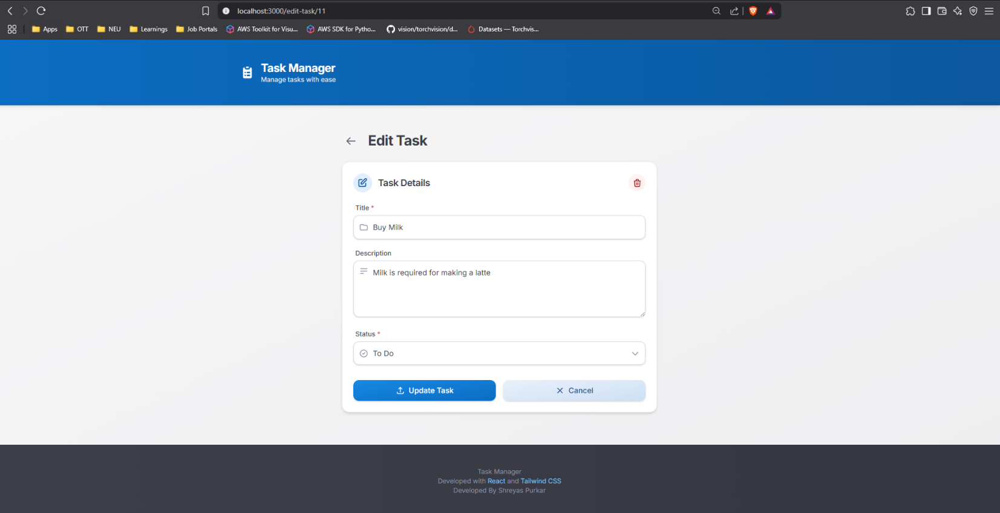 localhost:3000/edit-task/11
Apps
OTT
NEU
Learnings
Job Portals
AWS Toolkit for Visu...
AWS SDK for Pytho...
vision/torchvision/d...
Datasets — Torchvis...
Task Manager
Manage tasks with ease
Edit Task
Task Details
Title *
Buy Milk
Description
Milk is required for making a latte
Status *
To Do
Update Task
Cancel
Task Manager
Developed with React and Tailwind CSS
Developed By Shreyas Purkar